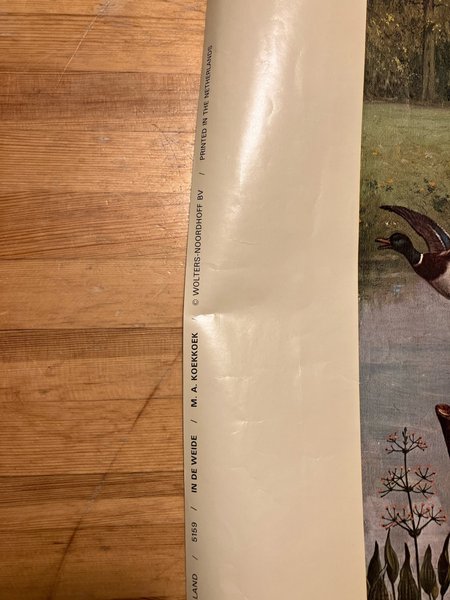 LAND / 5159 / IN DE WEIDE / M. A. KOEKKOEK / © WOLTERS-NOORDHOFF BV / PRINTED IN THE NETHERLANDS